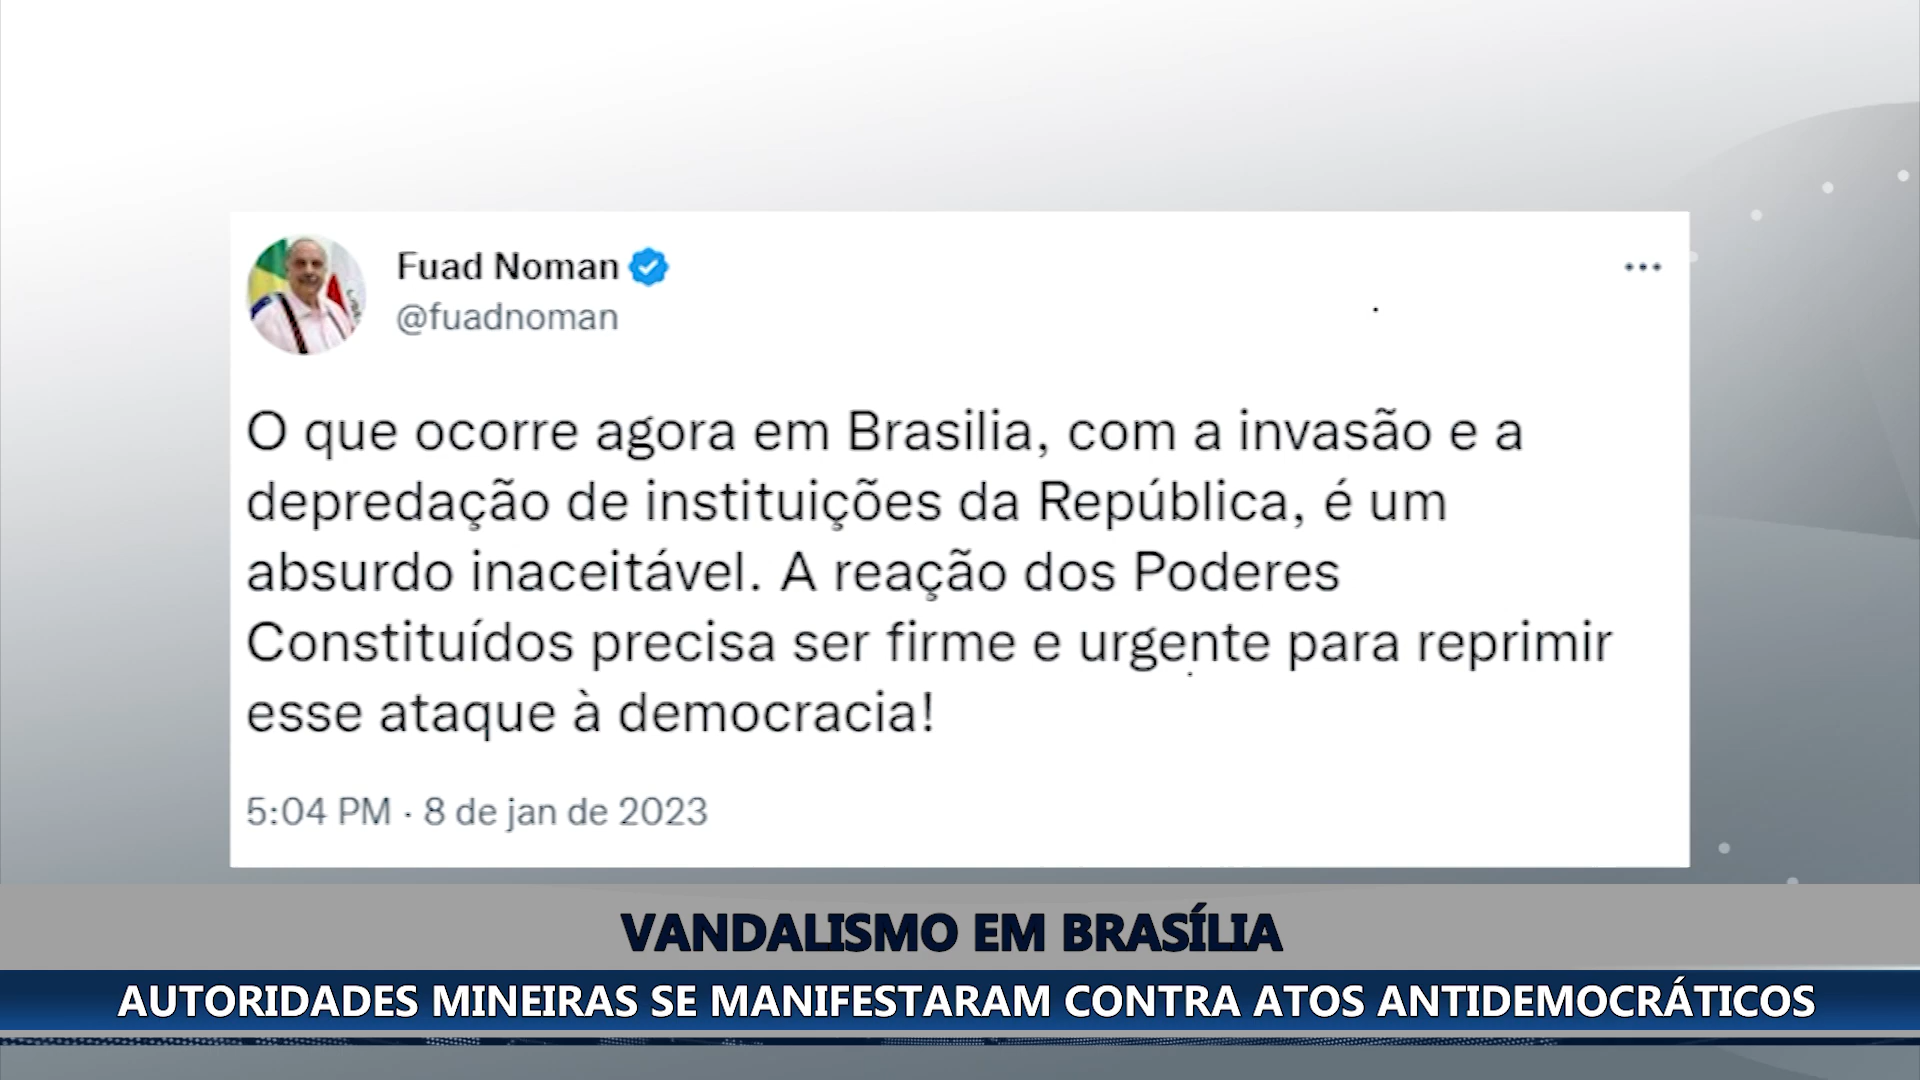 Fuad Noman
@fuadnoman
O que ocorre agora em Brasilia, com a invasão e a
depredação de instituições da República, é um
absurdo inaceitável. A reação dos Poderes
Constituídos precisa ser firme e urgente para reprimir
esse ataque à democracia!
5:04 PM · 8 de jan de 2023
VANDALISMO EM BRASÍLIA
AUTORIDADES MINEIRAS SE MANIFESTARAM CONTRA ATOS ANTIDEMOCRÁTICOS